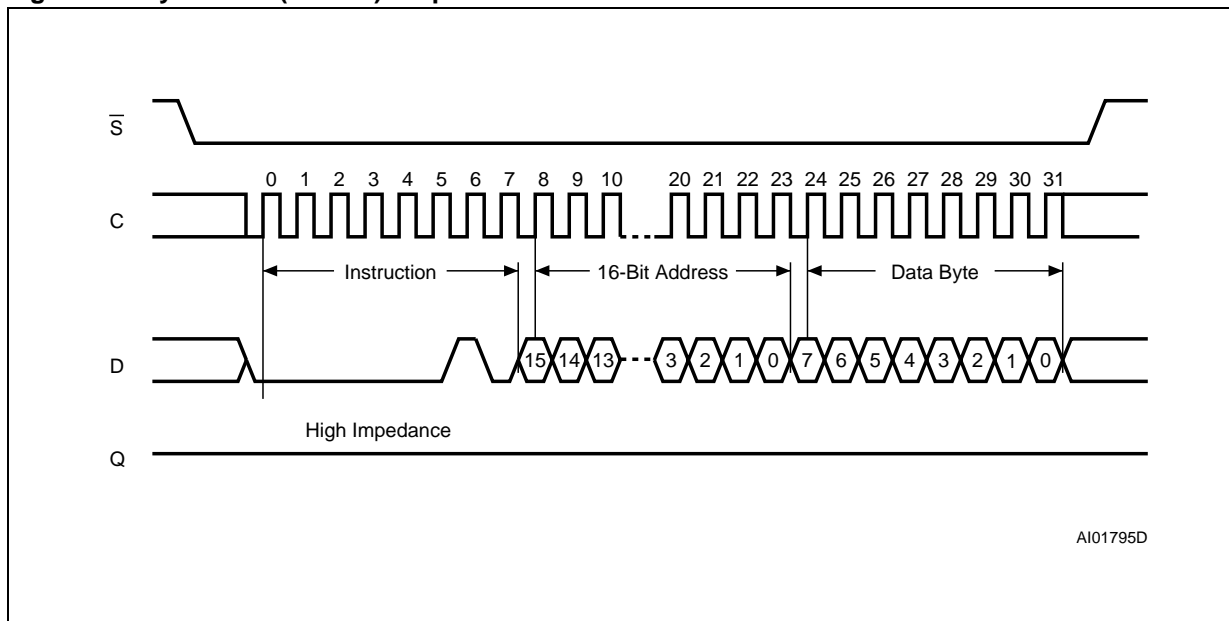 S
0 1 2 3 4 5 6 7 8 9 10 20 21 22 23 24 25 26 27 28 29 30 31
C
Instruction 16-Bit Address Data Byte
D 15 14 13 3 2 1 0 7 6 5 4 3 2 1 0
High Impedance
Q
AI01795D